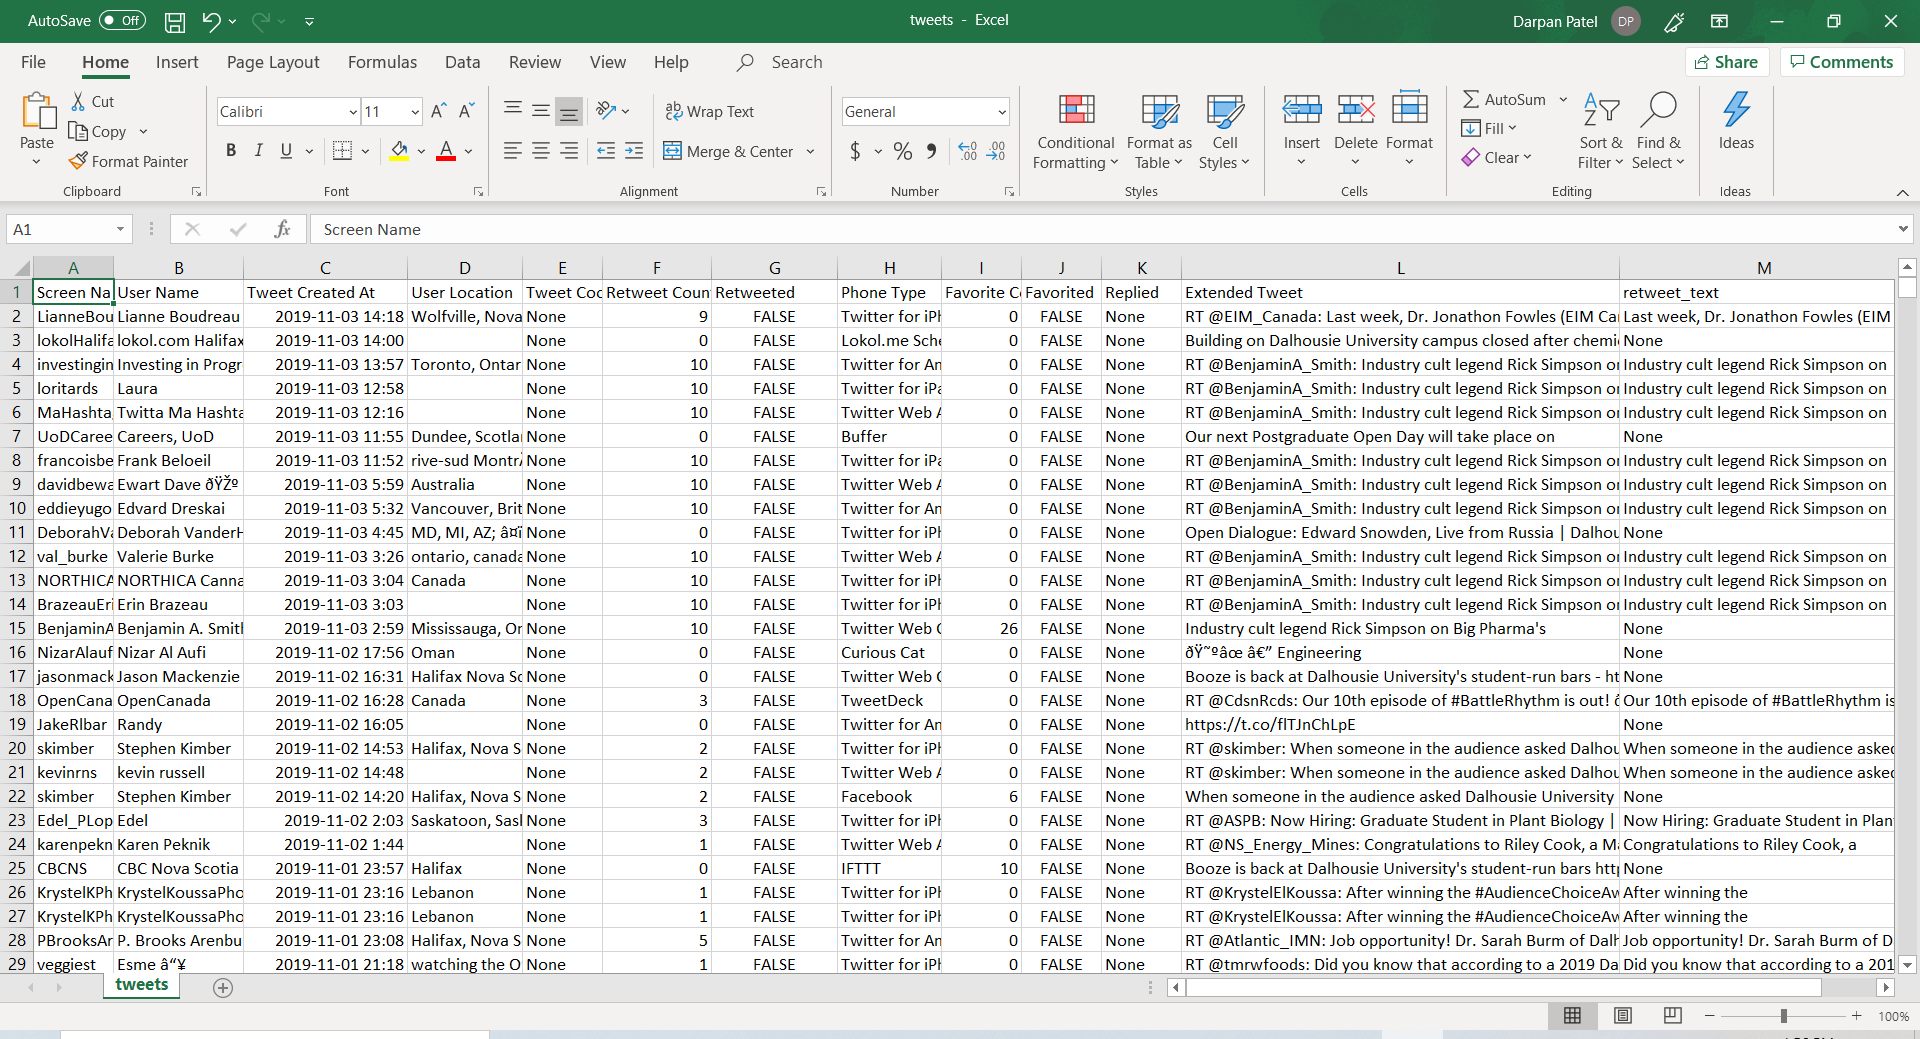 AutoSave Off tweets - Excel Darpan Patel DP
File Home Insert Page Layout Formulas Data Review View Help Search Share Comments
Paste Cut Copy Format Painter Clipboard
Calibri 11 B I U A Font
Wrap Text Merge & Center Alignment
General $ % Number
Conditional Formatting Format as Table Cell Styles Styles
Insert Delete Format Cells
AutoSum Fill Clear Sort & Filter Find & Select Editing
Ideas Ideas
A1 fx Screen Name
A B C D E F G H I J K L M
1 Screen Na User Name Tweet Created At User Location Tweet Coo Retweet Coun Retweeted Phone Type Favorite C Favorited Replied Extended Tweet retweet_text
2 LianneBou Lianne Boudreau 2019-11-03 14:18 Wolfville, Nova None 9 FALSE Twitter for iPh 0 FALSE None RT @EIM_Canada: Last week, Dr. Jonathon Fowles (EIM Ca Last week, Dr. Jonathon Fowles (EIM
3 lokolHalifa lokol.com Halifax 2019-11-03 14:00 None 0 FALSE Lokol.me Sche 0 FALSE None Building on Dalhousie University campus closed after chemi None
4 investingin Investing in Progr 2019-11-03 13:57 Toronto, Ontar None 10 FALSE Twitter for An 0 FALSE None RT @BenjaminA_Smith: Industry cult legend Rick Simpson o Industry cult legend Rick Simpson on
5 loritards Laura 2019-11-03 12:58 None 10 FALSE Twitter for iPa 0 FALSE None RT @BenjaminA_Smith: Industry cult legend Rick Simpson o Industry cult legend Rick Simpson on
6 MaHashta Twitta Ma Hashta 2019-11-03 12:16 None 10 FALSE Twitter Web A 0 FALSE None RT @BenjaminA_Smith: Industry cult legend Rick Simpson o Industry cult legend Rick Simpson on
7 UoDCaree Careers, UoD 2019-11-03 11:55 Dundee, Scotla None 0 FALSE Buffer 0 FALSE None Our next Postgraduate Open Day will take place on None
8 francoisbe Frank Beloeil 2019-11-03 11:52 rive-sud MontrÃ None 10 FALSE Twitter for iPa 0 FALSE None RT @BenjaminA_Smith: Industry cult legend Rick Simpson o Industry cult legend Rick Simpson on
9 davidbewa Ewart Dave ðŸŽº 2019-11-03 5:59 Australia None 10 FALSE Twitter Web A 0 FALSE None RT @BenjaminA_Smith: Industry cult legend Rick Simpson o Industry cult legend Rick Simpson on
10 eddieyugo Edvard Dreskai 2019-11-03 5:32 Vancouver, Brit None 10 FALSE Twitter for An 0 FALSE None RT @BenjaminA_Smith: Industry cult legend Rick Simpson o Industry cult legend Rick Simpson on
11 DeborahVa Deborah VanderH 2019-11-03 4:45 MD, MI, AZ; â¤ï None 0 FALSE Twitter for iPh 0 FALSE None Open Dialogue: Edward Snowden, Live from Russia | Dalhou None
12 val_burke Valerie Burke 2019-11-03 3:26 ontario, canada None 10 FALSE Twitter Web A 0 FALSE None RT @BenjaminA_Smith: Industry cult legend Rick Simpson o Industry cult legend Rick Simpson on
13 NORTHICA NORTHICA Canna 2019-11-03 3:04 Canada None 10 FALSE Twitter for iPh 0 FALSE None RT @BenjaminA_Smith: Industry cult legend Rick Simpson o Industry cult legend Rick Simpson on
14 BrazeauEri Erin Brazeau 2019-11-03 3:03 None 10 FALSE Twitter for iPh 0 FALSE None RT @BenjaminA_Smith: Industry cult legend Rick Simpson o Industry cult legend Rick Simpson on
15 BenjaminA Benjamin A. Smitl 2019-11-03 2:59 Mississauga, Or None 10 FALSE Twitter Web C 26 FALSE None Industry cult legend Rick Simpson on Big Pharma's None
16 NizarAlauf Nizar Al Aufi 2019-11-02 17:56 Oman None 0 FALSE Curious Cat 0 FALSE None ðŸ˜ºâœ â€” Engineering None
17 jasonmack Jason Mackenzie 2019-11-02 16:31 Halifax Nova Sc None 0 FALSE Twitter Web C 0 FALSE None Booze is back at Dalhousie University's student-run bars - ht None
18 OpenCana OpenCanada 2019-11-02 16:28 Canada None 3 FALSE TweetDeck 0 FALSE None RT @CdsnRcds: Our 10th episode of #BattleRhythm is out! ð Our 10th episode of #BattleRhythm is
19 JakeRlbar Randy 2019-11-02 16:05 None 0 FALSE Twitter for An 0 FALSE None https://t.co/flTJnChLpE None
20 skimber Stephen Kimber 2019-11-02 14:53 Halifax, Nova S None 2 FALSE Twitter for iPh 0 FALSE None RT @skimber: When someone in the audience asked Dalhou When someone in the audience asked
21 kevinrns kevin russell 2019-11-02 14:48 None 2 FALSE Twitter Web A 0 FALSE None RT @skimber: When someone in the audience asked Dalhou When someone in the audience asked
22 skimber Stephen Kimber 2019-11-02 14:20 Halifax, Nova S None 2 FALSE Facebook 6 FALSE None When someone in the audience asked Dalhousie University None
23 Edel_PLop Edel 2019-11-02 2:03 Saskatoon, Sasl None 3 FALSE Twitter for iPh 0 FALSE None RT @ASPB: Now Hiring: Graduate Student in Plant Biology | Now Hiring: Graduate Student in Plan
24 karenpekn Karen Peknik 2019-11-02 1:44 None 1 FALSE Twitter Web A 0 FALSE None RT @NS_Energy_Mines: Congratulations to Riley Cook, a Ma Congratulations to Riley Cook, a
25 CBCNS CBC Nova Scotia 2019-11-01 23:57 Halifax None 0 FALSE IFTTT 10 FALSE None Booze is back at Dalhousie University's student-run bars http None
26 KrystelKPh KrystelKoussaPho 2019-11-01 23:16 Lebanon None 1 FALSE Twitter for iPh 0 FALSE None RT @KrystelElKoussa: After winning the #AudienceChoiceAw After winning the
27 KrystelKPh KrystelKoussaPho 2019-11-01 23:16 Lebanon None 1 FALSE Twitter for iPh 0 FALSE None RT @KrystelElKoussa: After winning the #AudienceChoiceAw After winning the
28 PBrooksAr P. Brooks Arenbu 2019-11-01 23:08 Halifax, Nova S None 5 FALSE Twitter for An 0 FALSE None RT @Atlantic_IMN: Job opportunity! Dr. Sarah Burm of Dalh Job opportunity! Dr. Sarah Burm of D
29 veggiest Esme â“¥ 2019-11-01 21:18 watching the O None 1 FALSE Twitter for iPh 0 FALSE None RT @tmrwfoods: Did you know that according to a 2019 Da Did you know that according to a 201
tweets
100%